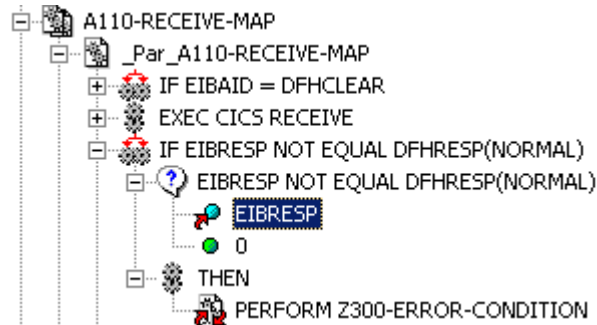 A110-RECEIVE-MAP
_Par_A110-RECEIVE-MAP
IF EIBAID = DFHCLEAR
EXEC CICS RECEIVE
IF EIBRESP NOT EQUAL DFHRESP(NORMAL)
EIBRESP NOT EQUAL DFHRESP(NORMAL)
EIBRESP
0
THEN
PERFORM Z300-ERROR-CONDITION